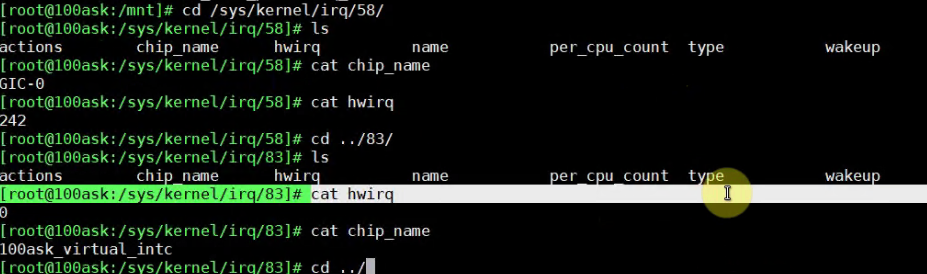 [root@100ask:/mnt]# cd /sys/kernel/irq/58/
[root@100ask:/sys/kernel/irq/58]# ls
actions chip_name hwirq name per_cpu_count type wakeup
[root@100ask:/sys/kernel/irq/58]# cat chip_name
GIC-0
[root@100ask:/sys/kernel/irq/58]# cat hwirq
242
[root@100ask:/sys/kernel/irq/58]# cd ../83/
[root@100ask:/sys/kernel/irq/83]# ls
actions chip_name hwirq name per_cpu_count type wakeup
[root@100ask:/sys/kernel/irq/83]# cat hwirq
0
[root@100ask:/sys/kernel/irq/83]# cat chip_name
100ask_virtual_intc
[root@100ask:/sys/kernel/irq/83]# cd ../